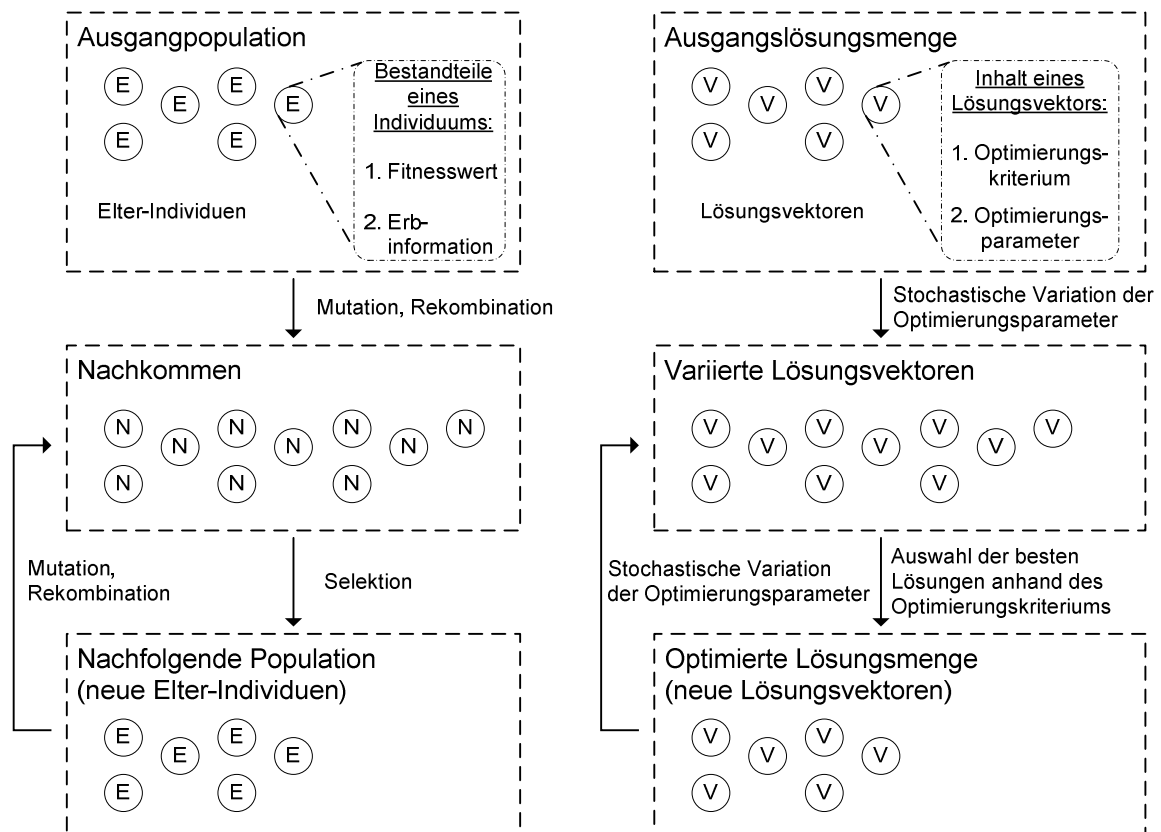 Ausgangpopulation
E
E
E
E
E
E
Elter-Individuen
Bestandteile
eines
Individuums:
1. Fitnesswert
2. Erb-
information
Mutation, Rekombination
Nachkommen
N
N
N
N
N
N
N
N
N
N
Mutation,
Rekombination
Selektion
Nachfolgende Population
(neue Elter-Individuen)
E
E
E
E
E
E
Ausgangslösungsmenge
V
V
V
V
V
V
Lösungsvektoren
Inhalt eines
Lösungsvektors:
1. Optimierungs-
kriterium
2. Optimierungs-
parameter
Stochastische Variation der
Optimierungsparameter
Variierte Lösungsvektoren
V
V
V
V
V
V
V
V
V
V
Stochastische Variation
der Optimierungsparameter
Auswahl der besten
Lösungen anhand des
Optimierungskriteriums
Optimierte Lösungsmenge
(neue Lösungsvektoren)
V
V
V
V
V
V